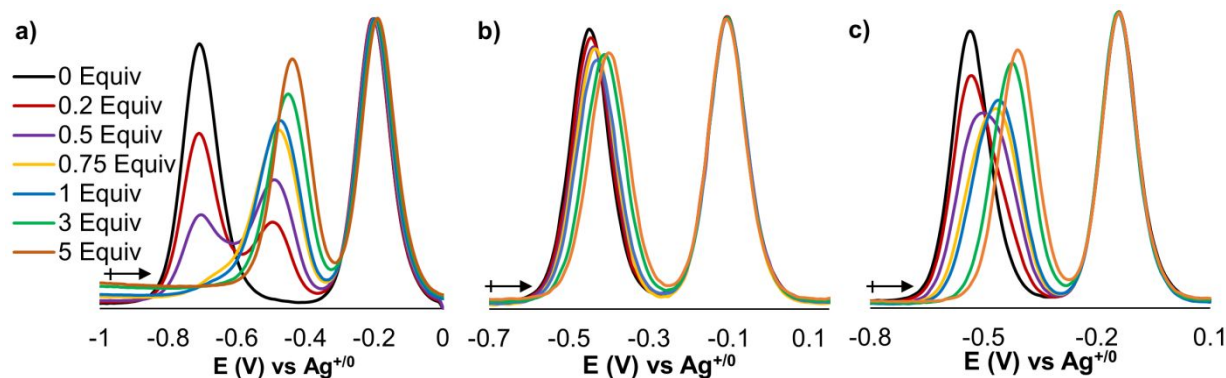 a)
b)
c)
0 Equiv
0.2 Equiv
0.5 Equiv
0.75 Equiv
1 Equiv
3 Equiv
5 Equiv
-1 -0.8 -0.6 -0.4 -0.2 0
-0.7 -0.5 -0.3 -0.1 0.1
-0.8 -0.5 -0.2 0.1
E (V) vs Ag+/0
E (V) vs Ag+/0
E (V) vs Ag+/0